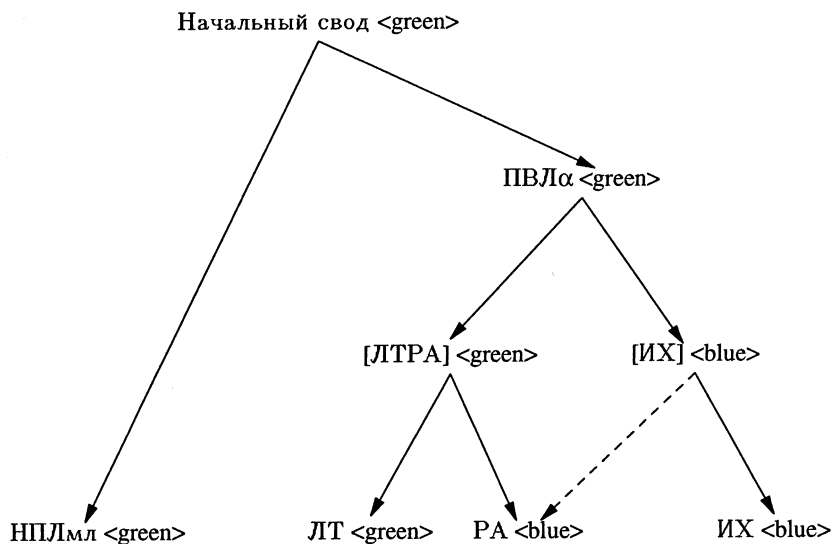 Начальный свод <green>
ПВЛα <green>
[ЛТРА] <green>
[ИХ] <blue>
НПЛмл <green>
ЛТ <green>
РА <blue>
ИХ <blue>